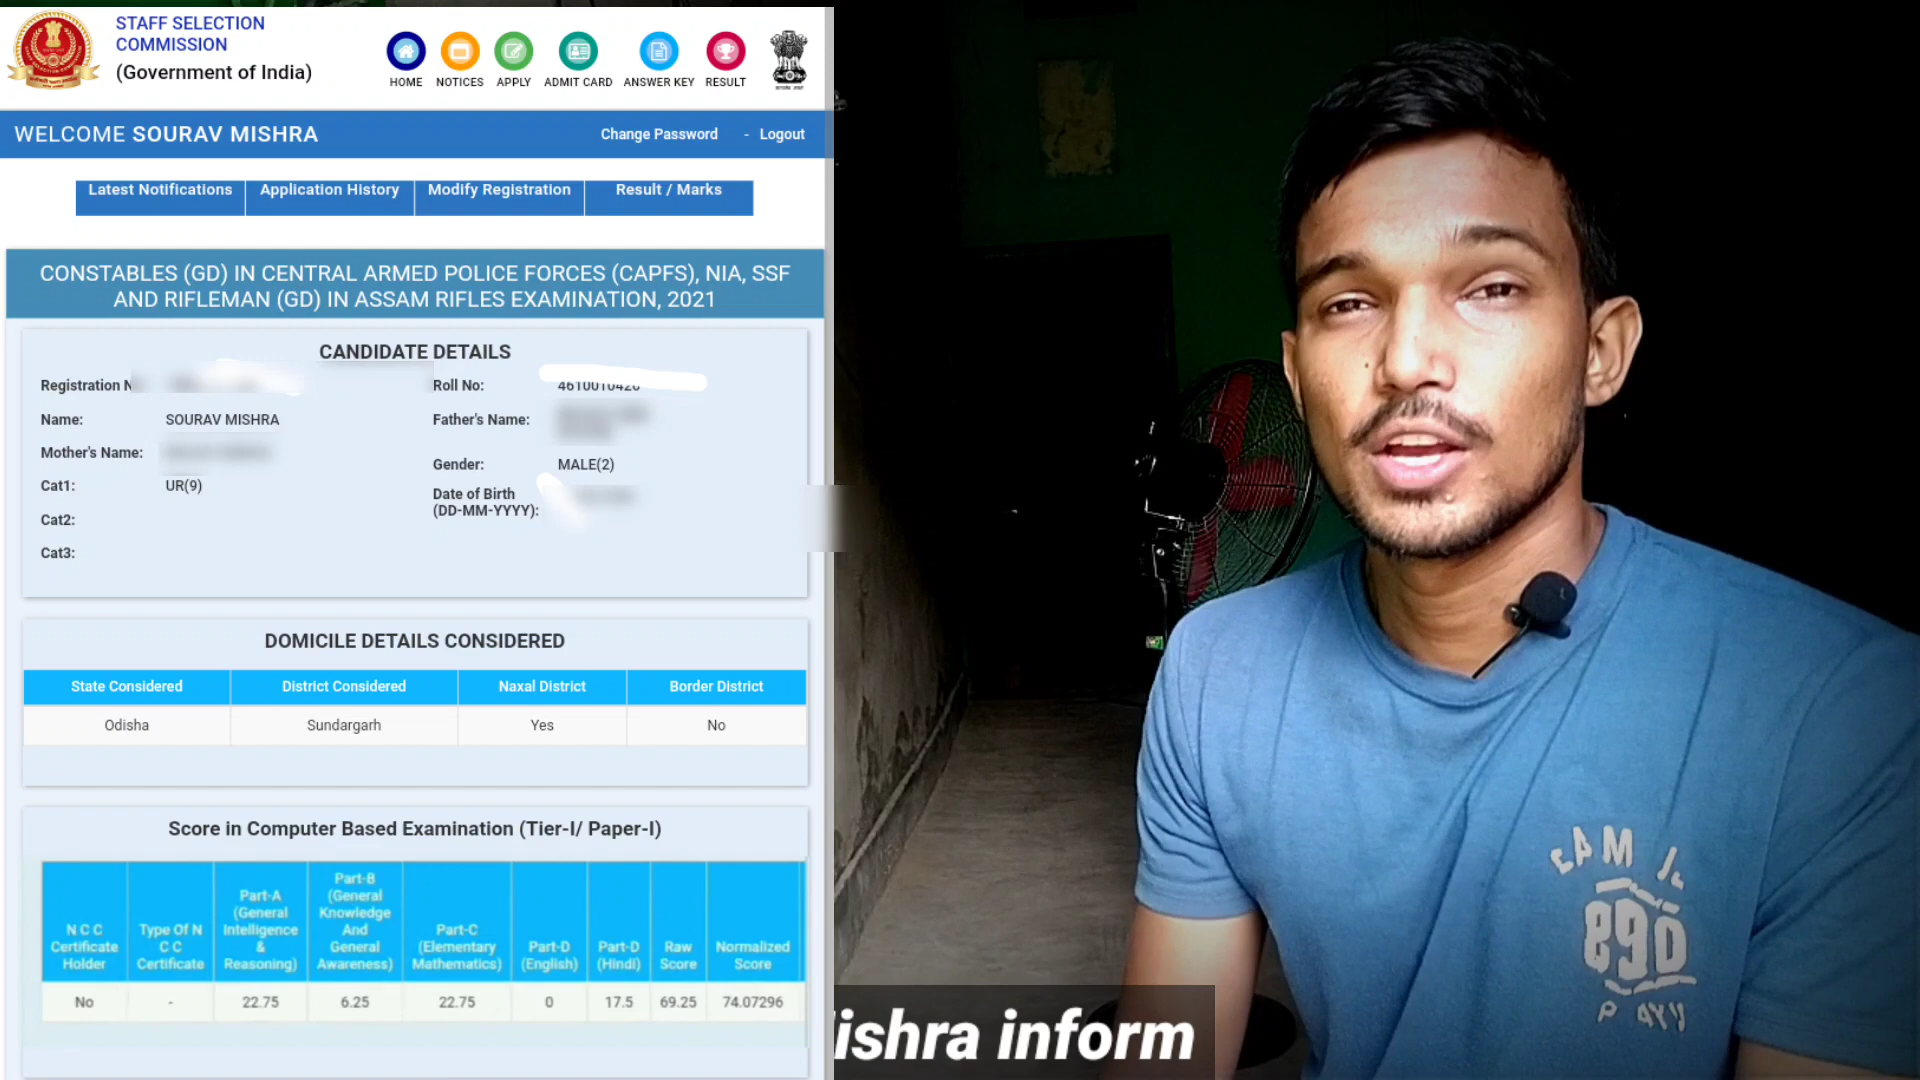 STAFF SELECTION
COMMISSION
(Government of India)
HOME
NOTICES
APPLY
ADMIT CARD
ANSWER KEY
RESULT
WELCOME SOURAV MISHRA
Change Password - Logout
Latest Notifications
Application History
Modify Registration
Result / Marks
CONSTABLES (GD) IN CENTRAL ARMED POLICE FORCES (CAPFS), NIA, SSF
AND RIFLEMAN (GD) IN ASSAM RIFLES EXAMINATION, 2021
CANDIDATE DETAILS
Registration N
Roll No: 4610010420
Name: SOURAV MISHRA
Father's Name:
Mother's Name:
Gender: MALE(2)
Cat1: UR(9)
Date of Birth
(DD-MM-YYYY):
Cat2:
Cat3:
DOMICILE DETAILS CONSIDERED
State Considered District Considered Naxal District Border District
Odisha Sundargarh Yes No
Score in Computer Based Examination (Tier-I/ Paper-I)
N C C
Certificate
Holder
Type Of N
C C
Certificate
Part-A
(General
Intelligence
&
Reasoning)
Part-B
(General
Knowledge
And
General
Awareness)
Part-C
(Elementary
Mathematics)
Part-D
(English)
Part-D
(Hindi)
Raw
Score
Normalized
Score
No - 22.75 6.25 22.75 0 17.5 69.25 74.07296
ishra inform